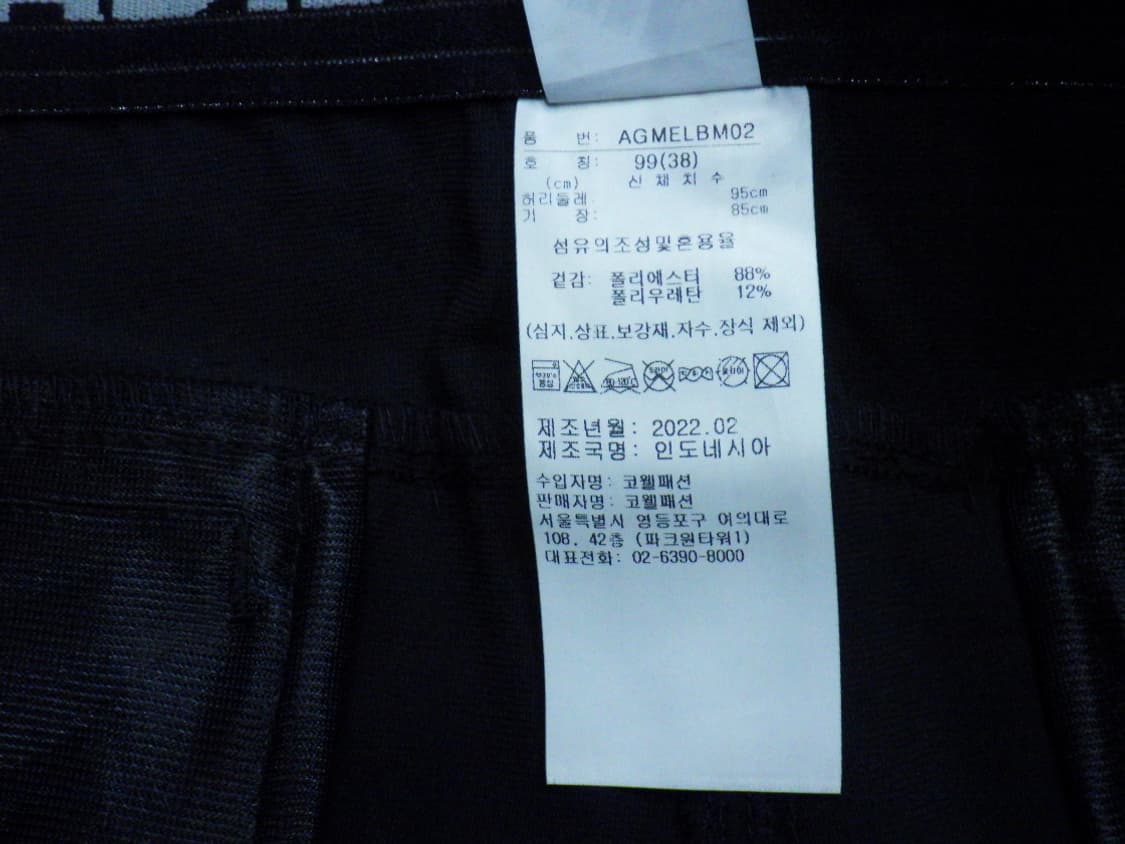 품 번: AGMELBM02
호 칭: 99(38)
(cm) 신 체 치 수
허리둘레: 95cm
기 장: 85cm
섬유의조성및혼용율
겉감: 폴리에스터 88%
폴리우레탄 12%
(심지.상표.보강재.자수.장식 제외)
제조년월: 2022.02
제조국명: 인도네시아
수입자명: 코웰패션
판매자명: 코웰패션
서울특별시 영등포구 여의대로
108, 42층 (파크원타워1)
대표전화: 02-6390-8000